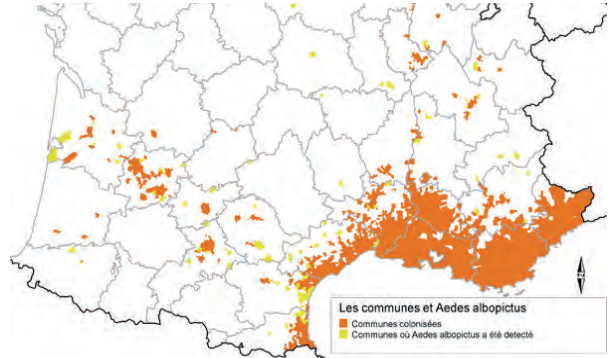 Les communes et Aedes albopictus
Communes colonisées
Communes où Aedes albopictus a été detecté